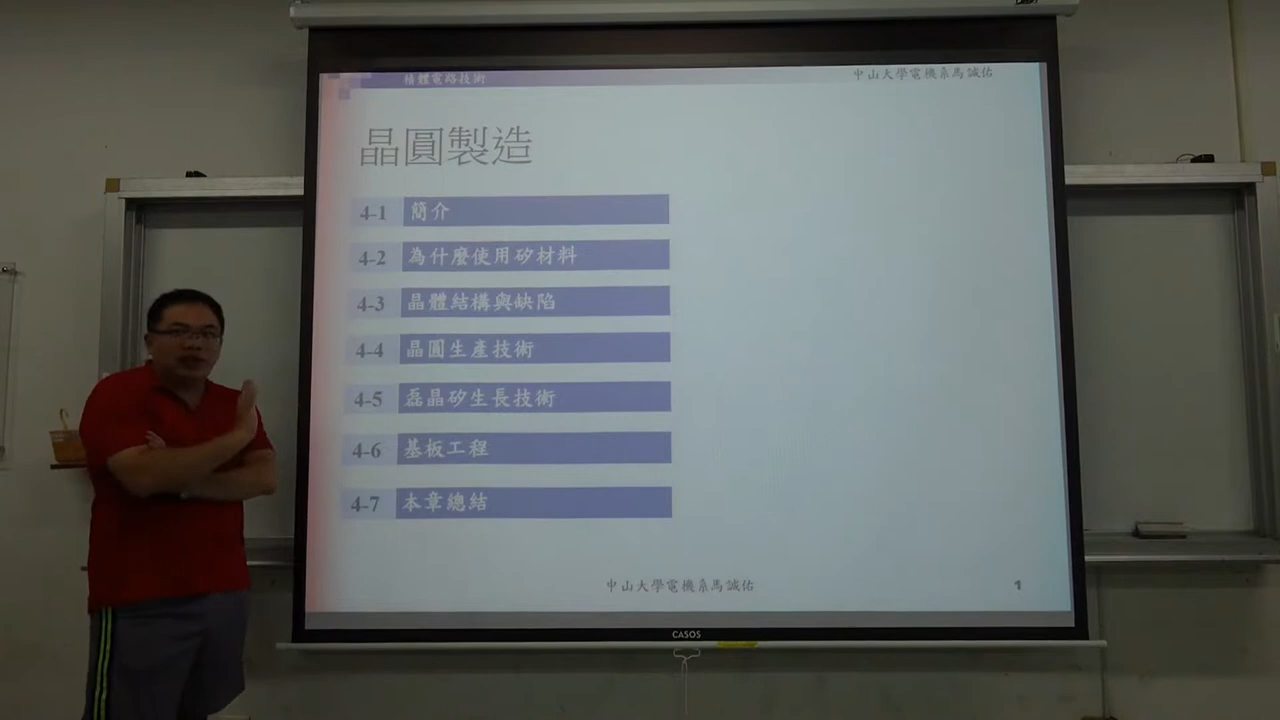 積體電路技術
中山大學電機系馬誠佑
晶圓製造
4-1 簡介
4-2 為什麼使用矽材料
4-3 晶體結構與缺陷
4-4 晶圓生產技術
4-5 磊晶矽生長技術
4-6 基板工程
4-7 本章總結
中山大學電機系馬誠佑
1
CASOS